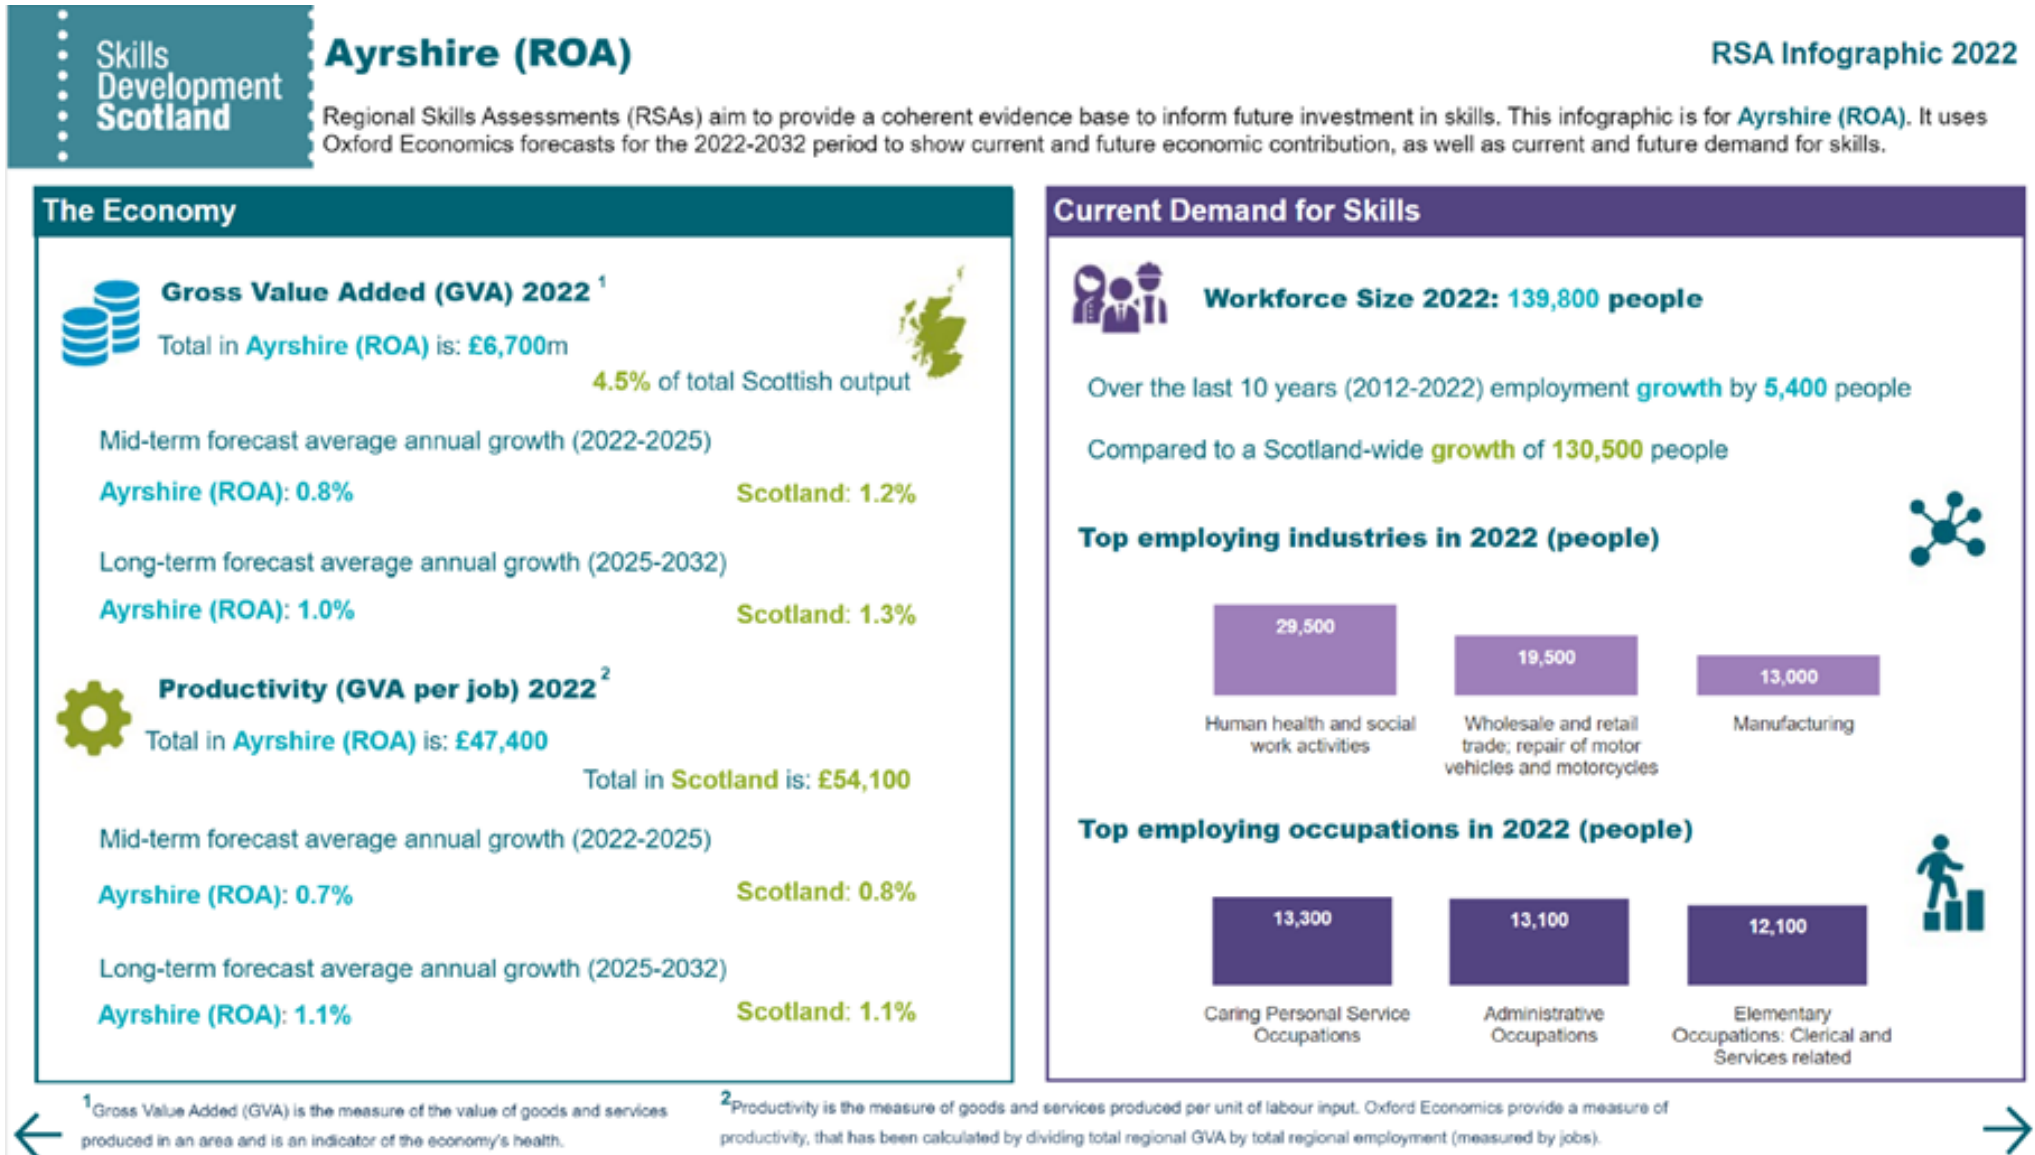 Skills
Development
Scotland
Ayrshire (ROA)
RSA Infographic 2022
Regional Skills Assessments (RSAs) aim to provide a coherent evidence base to inform future investment in skills. This infographic is for Ayrshire (ROA). It uses
Oxford Economics forecasts for the 2022-2032 period to show current and future economic contribution, as well as current and future demand for skills.
The Economy
Gross Value Added (GVA) 2022 1
Total in Ayrshire (ROA) is: £6,700m
4.5% of total Scottish output
Mid-term forecast average annual growth (2022-2025)
Ayrshire (ROA): 0.8%
Scotland: 1.2%
Long-term forecast average annual growth (2025-2032)
Ayrshire (ROA): 1.0%
Scotland: 1.3%
Productivity (GVA per job) 2022 2
Total in Ayrshire (ROA) is: £47,400
Total in Scotland is: £54,100
Mid-term forecast average annual growth (2022-2025)
Ayrshire (ROA): 0.7%
Scotland: 0.8%
Long-term forecast average annual growth (2025-2032)
Ayrshire (ROA): 1.1%
Scotland: 1.1%
Current Demand for Skills
Workforce Size 2022: 139,800 people
Over the last 10 years (2012-2022) employment growth by 5,400 people
Compared to a Scotland-wide growth of 130,500 people
Top employing industries in 2022 (people)
29,500
19,500
13,000
Human health and social
work activities
Wholesale and retail
trade; repair of motor
vehicles and motorcycles
Manufacturing
Top employing occupations in 2022 (people)
13,300
13,100
12,100
Caring Personal Service
Occupations
Administrative
Occupations
Elementary
Occupations: Clerical and
Services related
1Gross Value Added (GVA) is the measure of the value of goods and services
produced in an area and is an indicator of the economy's health.
2Productivity is the measure of goods and services produced per unit of labour input. Oxford Economics provide a measure of
productivity, that has been calculated by dividing total regional GVA by total regional employment (measured by jobs).